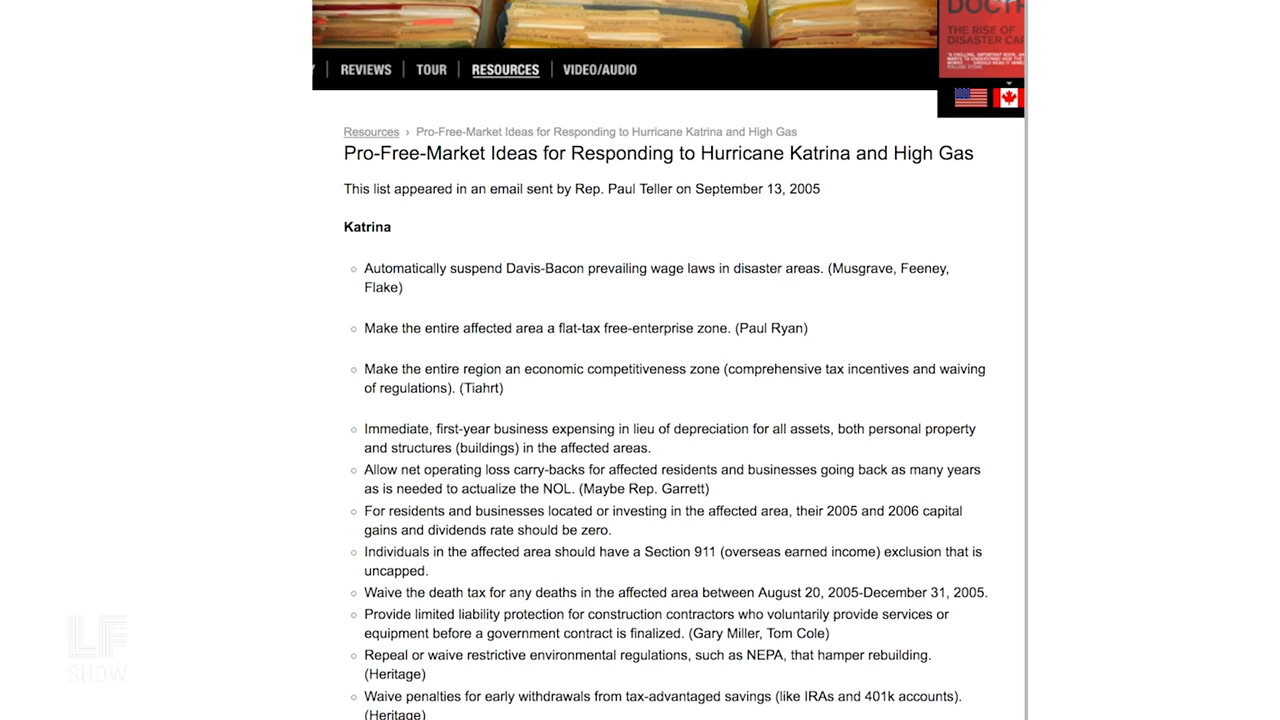 DOCTR
THE RISE OF
DISASTER CA
REVIEWS
TOUR
RESOURCES
VIDEO/AUDIO
Resources › Pro-Free-Market Ideas for Responding to Hurricane Katrina and High Gas
Pro-Free-Market Ideas for Responding to Hurricane Katrina and High Gas
This list appeared in an email sent by Rep. Paul Teller on September 13, 2005
Katrina
Automatically suspend Davis-Bacon prevailing wage laws in disaster areas. (Musgrave, Feeney,
Flake)
Make the entire affected area a flat-tax free-enterprise zone. (Paul Ryan)
Make the entire region an economic competitiveness zone (comprehensive tax incentives and waiving
of regulations). (Tiahrt)
Immediate, first-year business expensing in lieu of depreciation for all assets, both personal property
and structures (buildings) in the affected areas.
Allow net operating loss carry-backs for affected residents and businesses going back as many years
as is needed to actualize the NOL. (Maybe Rep. Garrett)
For residents and businesses located or investing in the affected area, their 2005 and 2006 capital
gains and dividends rate should be zero.
Individuals in the affected area should have a Section 911 (overseas earned income) exclusion that is
uncapped.
Waive the death tax for any deaths in the affected area between August 20, 2005-December 31, 2005.
Provide limited liability protection for construction contractors who voluntarily provide services or
equipment before a government contract is finalized. (Gary Miller, Tom Cole)
Repeal or waive restrictive environmental regulations, such as NEPA, that hamper rebuilding.
(Heritage)
Waive penalties for early withdrawals from tax-advantaged savings (like IRAs and 401k accounts).
(Heritage)
LF
SHOW